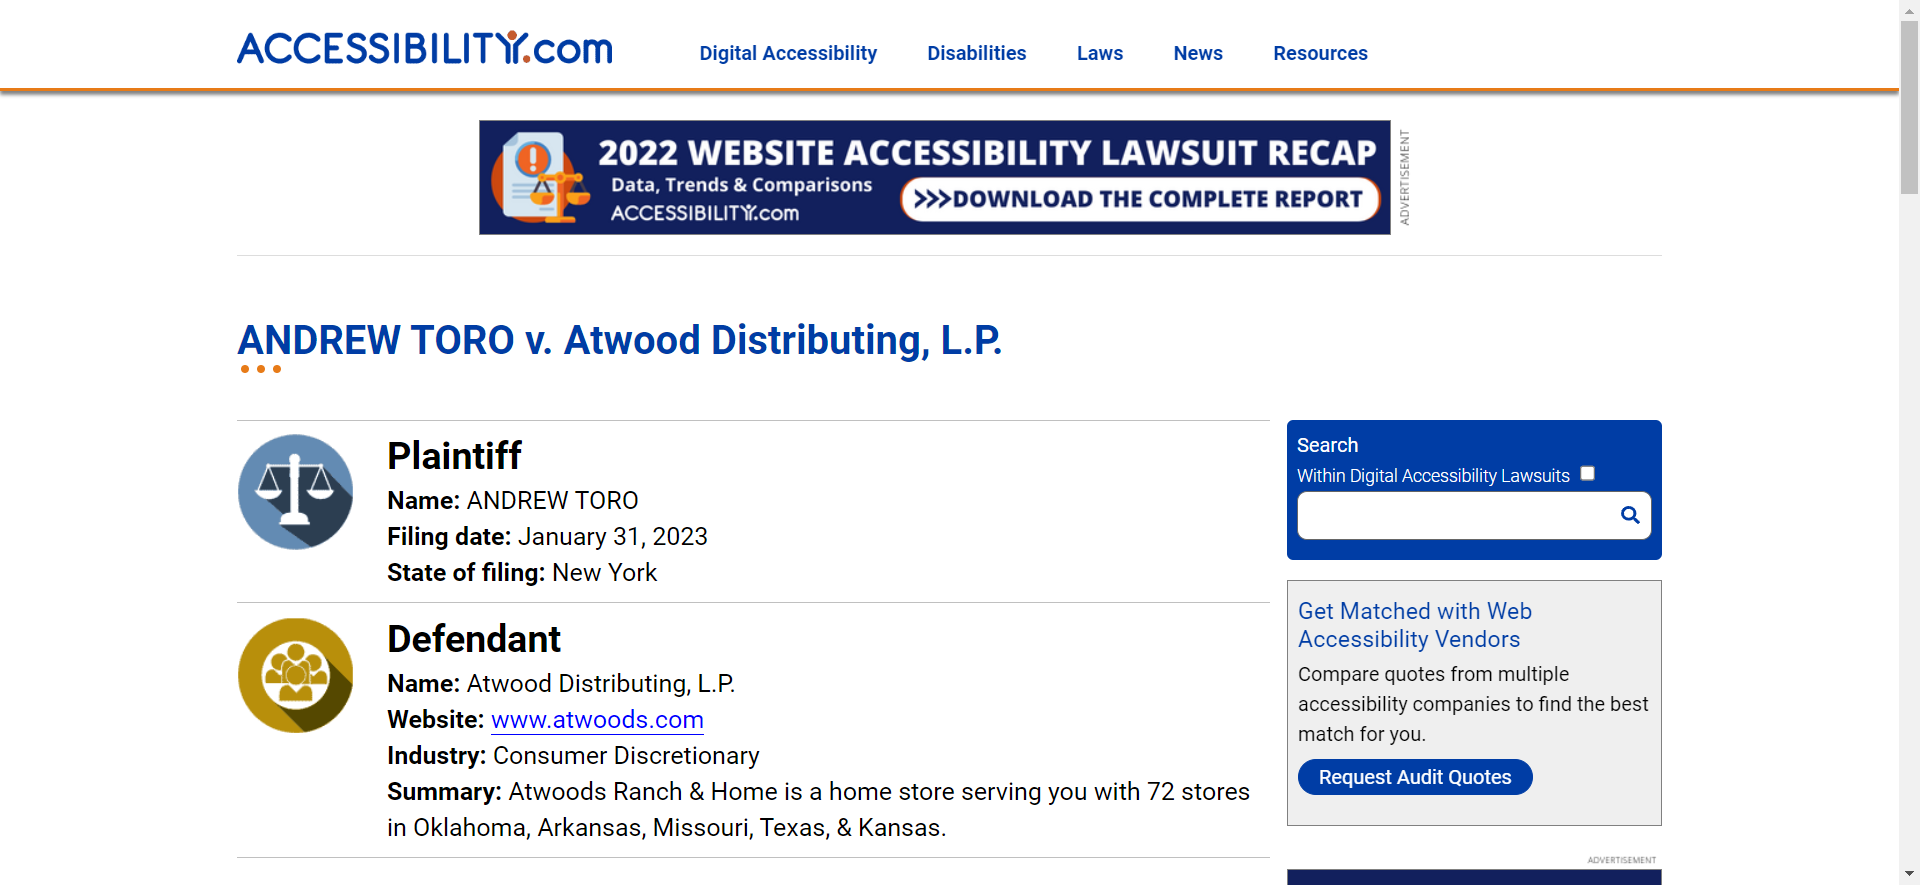 ACCESSIBILITY.com
Digital Accessibility
Disabilities
Laws
News
Resources
2022 WEBSITE ACCESSIBILITY LAWSUIT RECAP
Data, Trends & Comparisons
ACCESSIBILITY.com
>>>DOWNLOAD THE COMPLETE REPORT
ADVERTISEMENT
ANDREW TORO v. Atwood Distributing, L.P.
Plaintiff
Name: ANDREW TORO
Filing date: January 31, 2023
State of filing: New York
Defendant
Name: Atwood Distributing, L.P.
Website: www.atwoods.com
Industry: Consumer Discretionary
Summary: Atwoods Ranch & Home is a home store serving you with 72 stores
in Oklahoma, Arkansas, Missouri, Texas, & Kansas.
Search
Within Digital Accessibility Lawsuits
Get Matched with Web
Accessibility Vendors
Compare quotes from multiple
accessibility companies to find the best
match for you.
Request Audit Quotes
ADVERTISEMENT